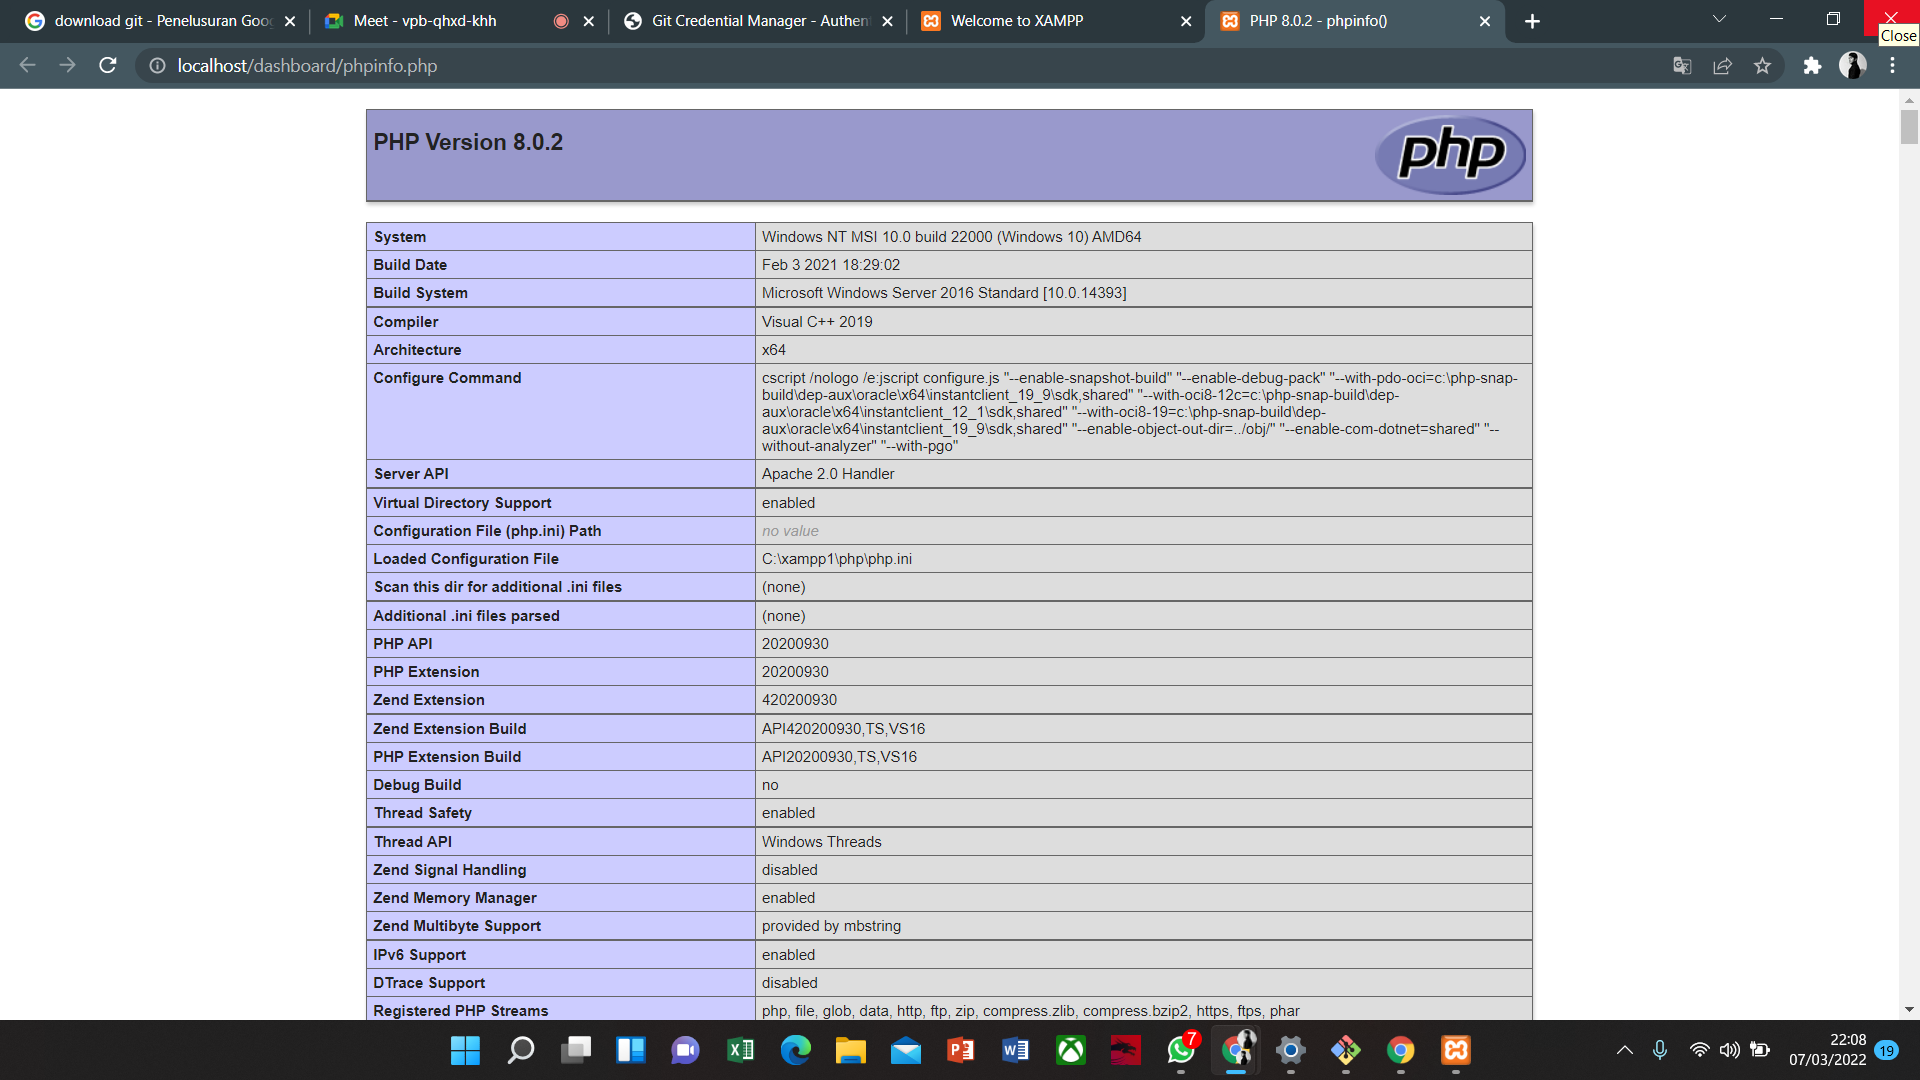 download git - Penelusuran Goog
Meet - vpb-qhxd-khh
Git Credential Manager - Authen
Welcome to XAMPP
PHP 8.0.2 - phpinfo()
Close
localhost/dashboard/phpinfo.php
PHP Version 8.0.2
php
System Windows NT MSI 10.0 build 22000 (Windows 10) AMD64
Build Date Feb 3 2021 18:29:02
Build System Microsoft Windows Server 2016 Standard [10.0.14393]
Compiler Visual C++ 2019
Architecture x64
Configure Command cscript /nologo /e:jscript configure.js "--enable-snapshot-build" "--enable-debug-pack" "--with-pdo-oci=c:\php-snap-
build\dep-aux\oracle\x64\instantclient_19_9\sdk,shared" "--with-oci8-12c=c:\php-snap-build\dep-
aux\oracle\x64\instantclient_12_1\sdk,shared" "--with-oci8-19=c:\php-snap-build\dep-
aux\oracle\x64\instantclient_19_9\sdk,shared" "--enable-object-out-dir=../obj/" "--enable-com-dotnet=shared" "--
without-analyzer" "--with-pgo"
Server API Apache 2.0 Handler
Virtual Directory Support enabled
Configuration File (php.ini) Path no value
Loaded Configuration File C:\xampp1\php\php.ini
Scan this dir for additional .ini files (none)
Additional .ini files parsed (none)
PHP API 20200930
PHP Extension 20200930
Zend Extension 420200930
Zend Extension Build API420200930,TS,VS16
PHP Extension Build API20200930,TS,VS16
Debug Build no
Thread Safety enabled
Thread API Windows Threads
Zend Signal Handling disabled
Zend Memory Manager enabled
Zend Multibyte Support provided by mbstring
IPv6 Support enabled
DTrace Support disabled
Registered PHP Streams php, file, glob, data, http, ftp, zip, compress.zlib, compress.bzip2, https, ftps, phar
7
22:08
07/03/2022
19